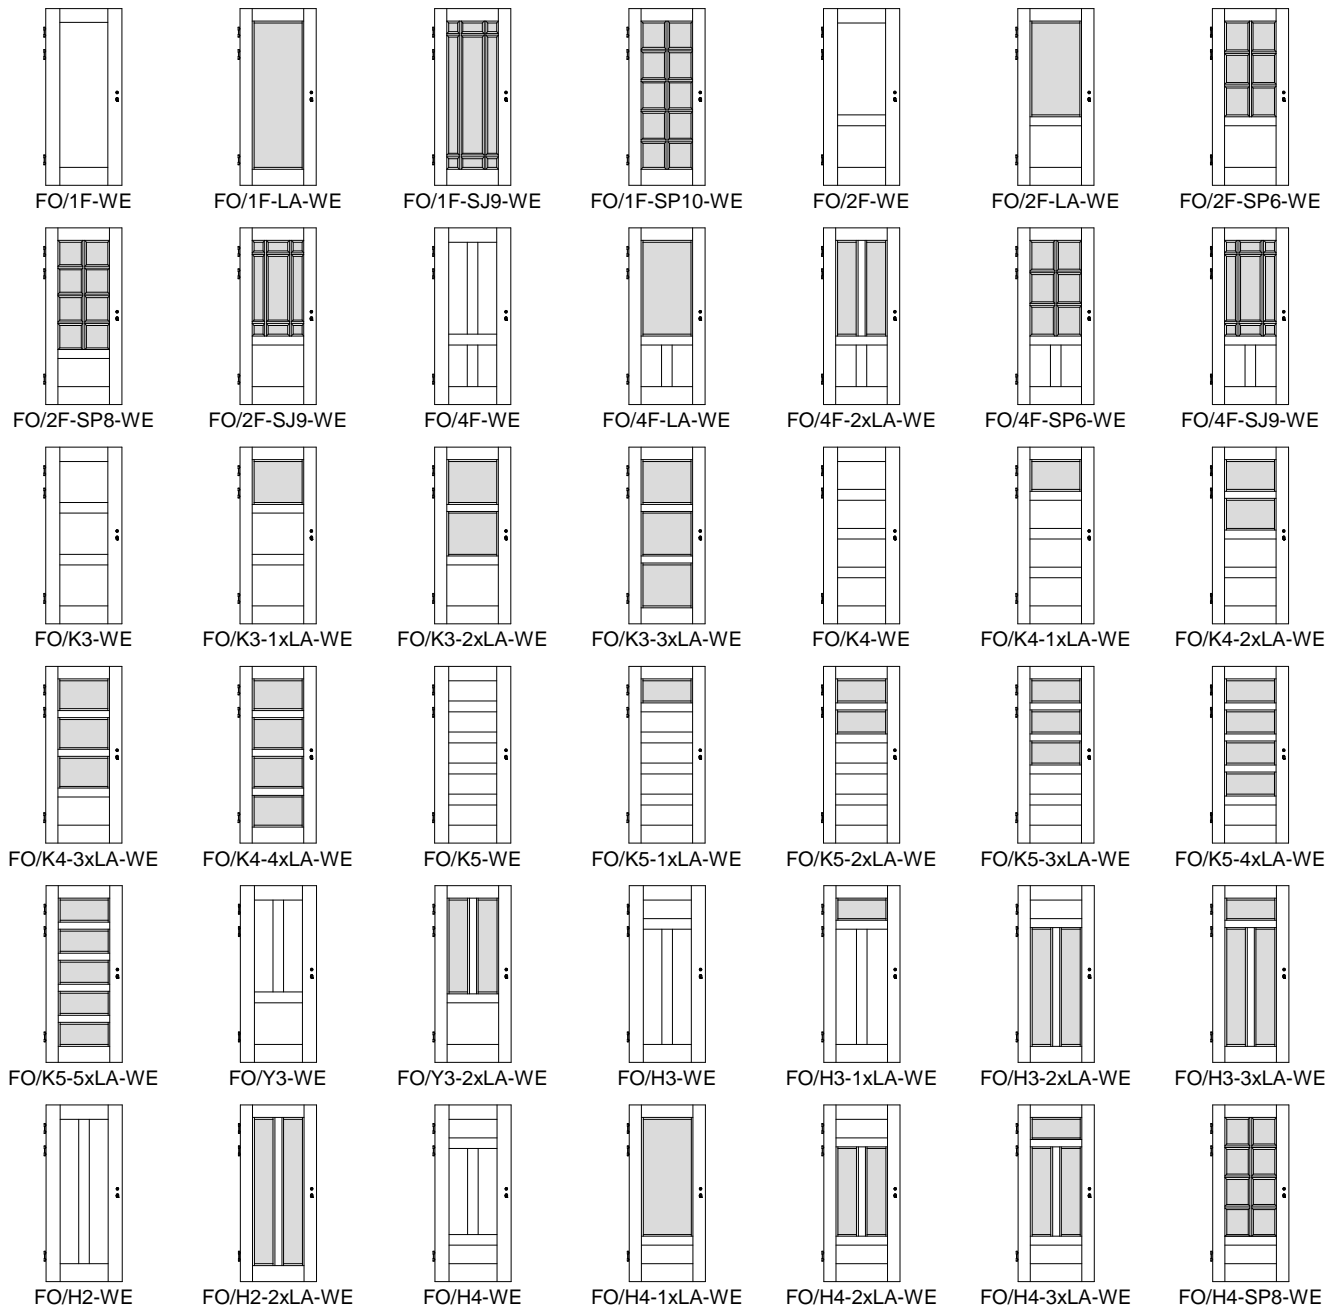 FO/1F-WE FO/1F-LA-WE FO/1F-SJ9-WE FO/1F-SP10-WE FO/2F-WE FO/2F-LA-WE FO/2F-SP6-WE
FO/2F-SP8-WE FO/2F-SJ9-WE FO/4F-WE FO/4F-LA-WE FO/4F-2xLA-WE FO/4F-SP6-WE FO/4F-SJ9-WE
FO/K3-WE FO/K3-1xLA-WE FO/K3-2xLA-WE FO/K3-3xLA-WE FO/K4-WE FO/K4-1xLA-WE FO/K4-2xLA-WE
FO/K4-3xLA-WE FO/K4-4xLA-WE FO/K5-WE FO/K5-1xLA-WE FO/K5-2xLA-WE FO/K5-3xLA-WE FO/K5-4xLA-WE
FO/K5-5xLA-WE FO/Y3-WE FO/Y3-2xLA-WE FO/H3-WE FO/H3-1xLA-WE FO/H3-2xLA-WE FO/H3-3xLA-WE
FO/H2-WE FO/H2-2xLA-WE FO/H4-WE FO/H4-1xLA-WE FO/H4-2xLA-WE FO/H4-3xLA-WE FO/H4-SP8-WE